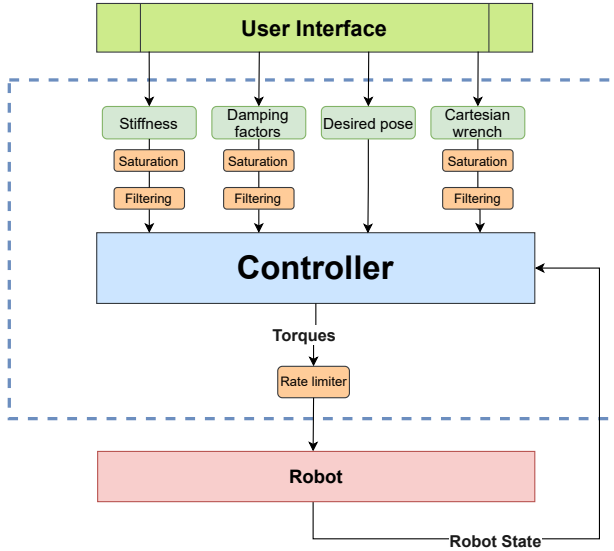 User Interface
Stiffness
Damping
factors
Desired pose
Cartesian
wrench
Saturation
Saturation
Saturation
Filtering
Filtering
Filtering
Controller
Torques
Rate limiter
Robot
Robot State